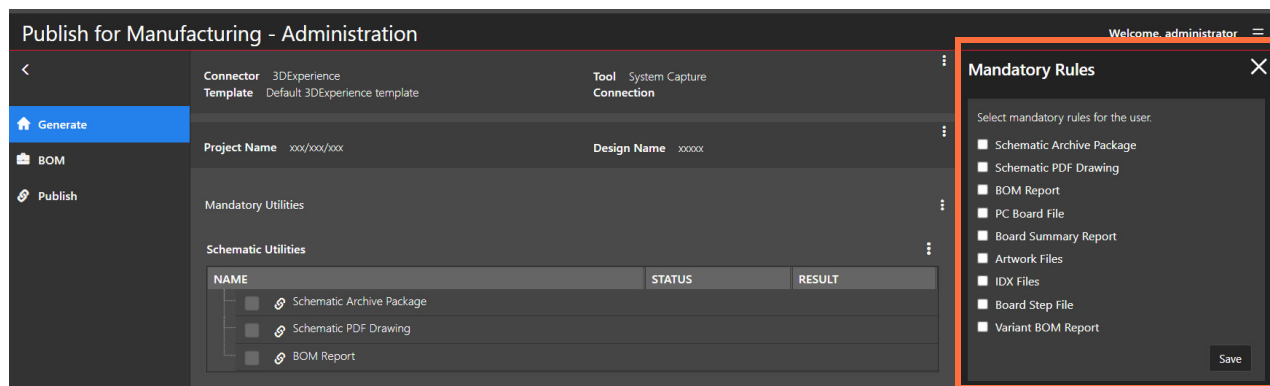 Publish for Manufacturing - Administration
Welcome, administrator
Generate
BOM
Publish
Connector 3DExperience
Tool System Capture
Template Default 3DExperience template
Connection
Project Name xxx/xxx/xxx
Design Name xxxxx
Mandatory Utilities
Schematic Utilities
NAME STATUS RESULT
Schematic Archive Package
Schematic PDF Drawing
BOM Report
Mandatory Rules
Select mandatory rules for the user.
Schematic Archive Package
Schematic PDF Drawing
BOM Report
PC Board File
Board Summary Report
Artwork Files
IDX Files
Board Step File
Variant BOM Report
Save